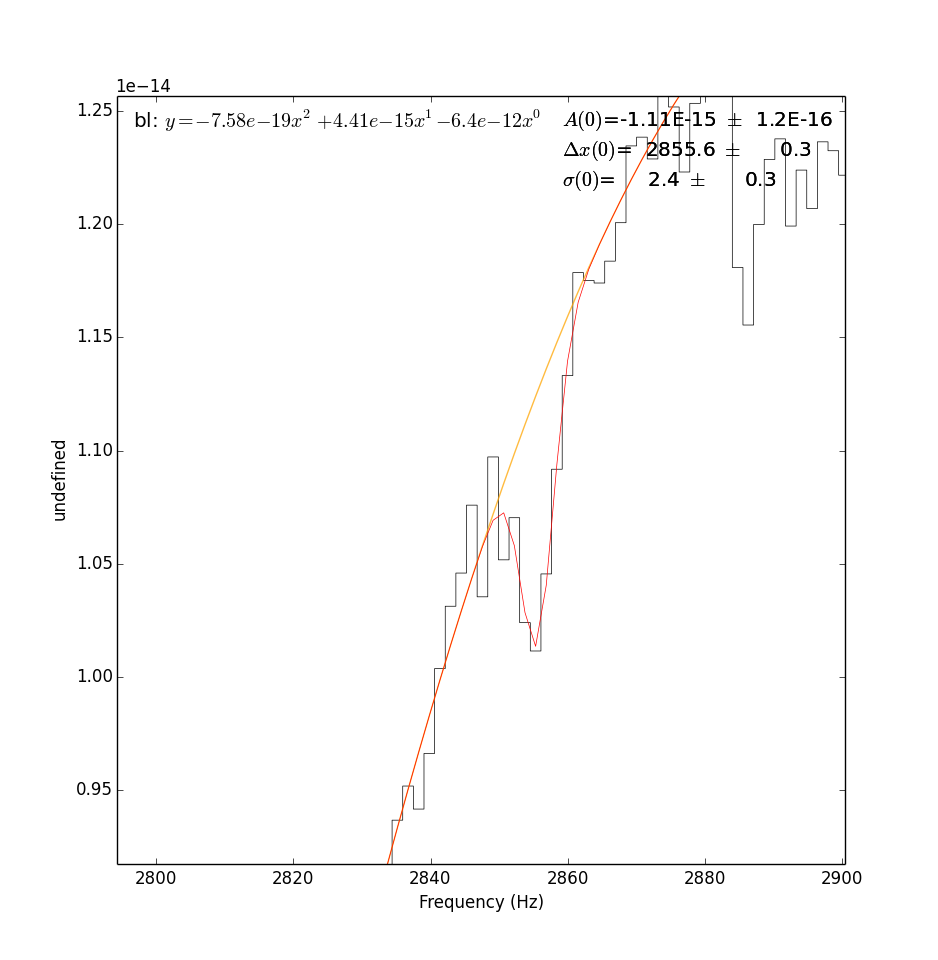 1e−14
bl: y=−7.58e−19x² +4.41e−15x¹ −6.4e−12x⁰
A(0)=-1.11E-15 ± 1.2E-16
Δx(0)= 2855.6 ± 0.3
σ(0)= 2.4 ± 0.3
1.25
1.20
1.15
1.10
1.05
1.00
0.95
undefined
2800 2820 2840 2860 2880 2900
Frequency (Hz)